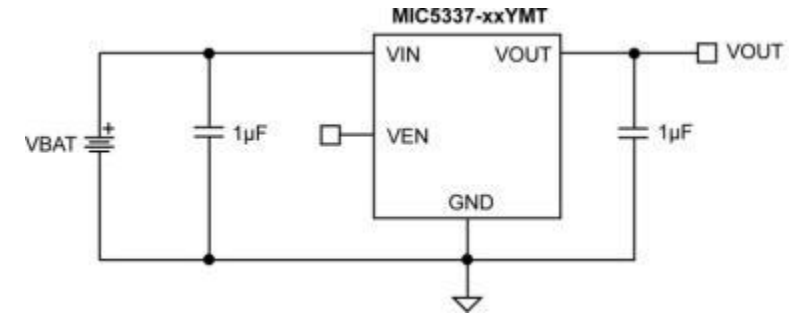 MIC5337-xxYMT
VIN
VOUT
VOUT
VBAT
+
1µF
VEN
1µF
GND